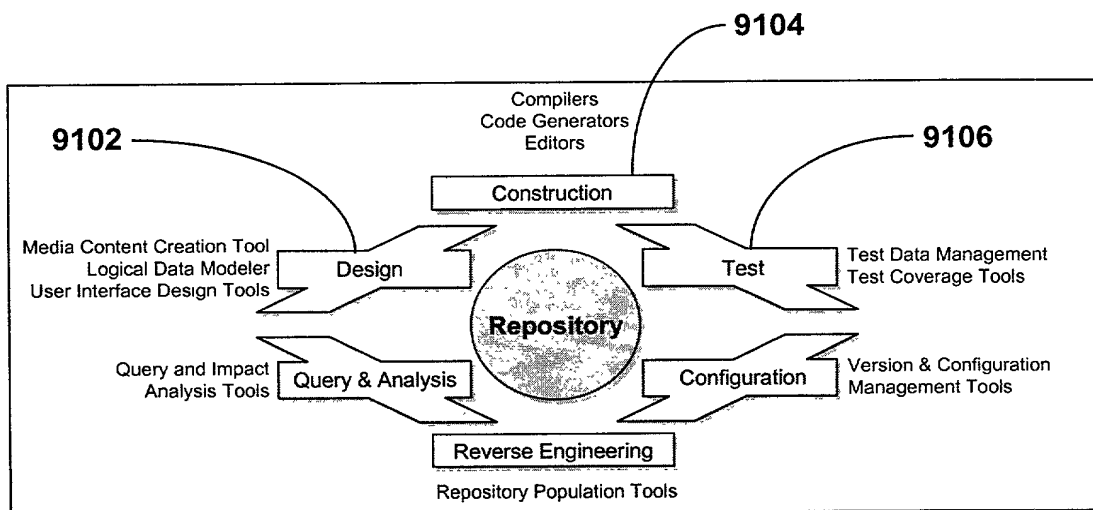 9104
Compilers
Code Generators
Editors
9102
9106
Construction
Media Content Creation Tool
Logical Data Modeler
User Interface Design Tools
Design
Test
Test Data Management
Test Coverage Tools
Repository
Query and Impact
Analysis Tools
Query & Analysis
Configuration
Version & Configuration
Management Tools
Reverse Engineering
Repository Population Tools